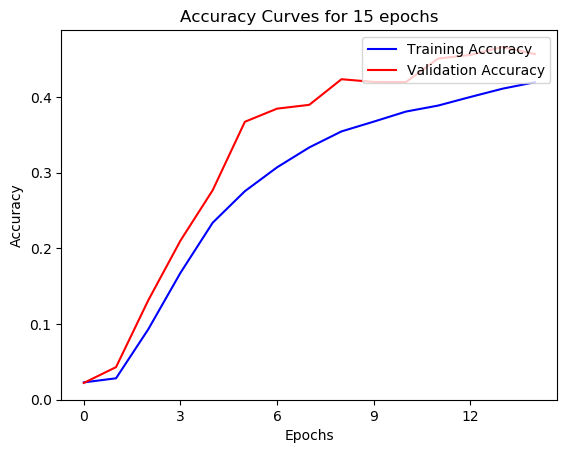 Accuracy Curves for 15 epochs
Training Accuracy
Validation Accuracy
Accuracy
0.4
0.3
0.2
0.1
0.0
0 3 6 9 12
Epochs